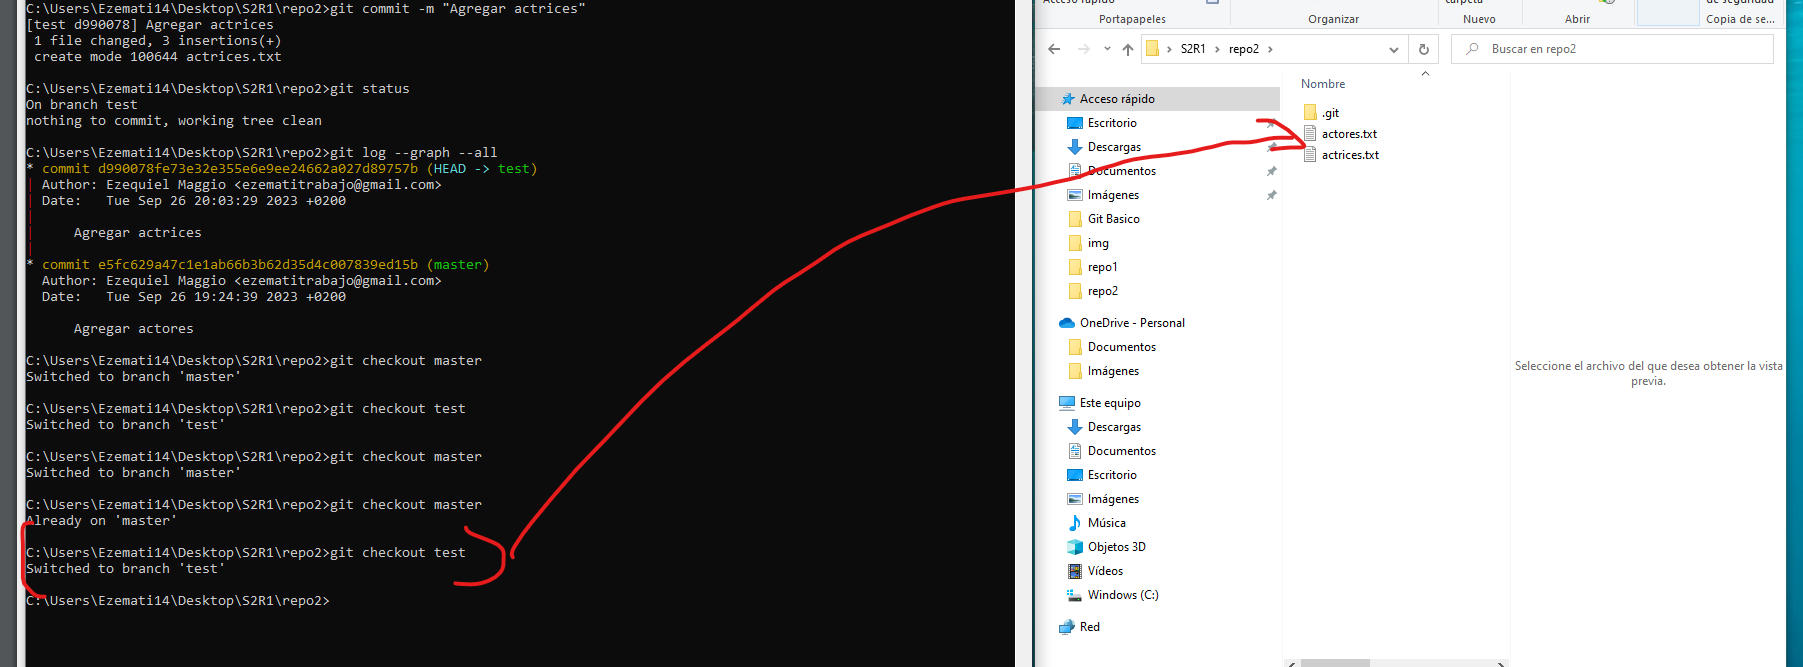 C:\Users\Ezemati14\Desktop\S2R1\repo2>git commit -m "Agregar actrices"
[test d990078] Agregar actrices
 1 file changed, 3 insertions(+)
 create mode 100644 actrices.txt
C:\Users\Ezemati14\Desktop\S2R1\repo2>git status
On branch test
nothing to commit, working tree clean
C:\Users\Ezemati14\Desktop\S2R1\repo2>git log --graph --all
* commit d990078fe73e32e355e6e9ee24662a027d89757b (HEAD -> test)
| Author: Ezequiel Maggio <ezematitrabajo@gmail.com>
| Date:   Tue Sep 26 20:03:29 2023 +0200
|
|     Agregar actrices
|
* commit e5fc629a47c1e1ab66b3b62d35d4c007839ed15b (master)
  Author: Ezequiel Maggio <ezematitrabajo@gmail.com>
  Date:   Tue Sep 26 19:24:39 2023 +0200
      Agregar actores
C:\Users\Ezemati14\Desktop\S2R1\repo2>git checkout master
Switched to branch 'master'
C:\Users\Ezemati14\Desktop\S2R1\repo2>git checkout test
Switched to branch 'test'
C:\Users\Ezemati14\Desktop\S2R1\repo2>git checkout master
Switched to branch 'master'
C:\Users\Ezemati14\Desktop\S2R1\repo2>git checkout master
Already on 'master'
C:\Users\Ezemati14\Desktop\S2R1\repo2>git checkout test
Switched to branch 'test'
C:\Users\Ezemati14\Desktop\S2R1\repo2>
Acceso rápido
carpeta
de seguridad
Portapapeles
Organizar
Nuevo
Abrir
Copia de se...
S2R1 > repo2 >
Buscar en repo2
Nombre
.git
actores.txt
actrices.txt
Acceso rápido
Escritorio
Descargas
Documentos
Imágenes
Git Basico
img
repo1
repo2
OneDrive - Personal
Documentos
Imágenes
Este equipo
Descargas
Documentos
Escritorio
Imágenes
Música
Objetos 3D
Vídeos
Windows (C:)
Red
Seleccione el archivo del que desea obtener la vista
previa.